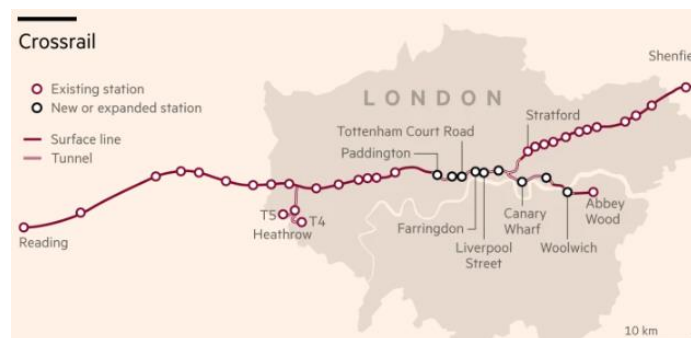 Crossrail
Existing station
New or expanded station
Surface line
Tunnel
LONDON
Shenfie
Stratford
Tottenham Court Road
Paddington
T5
T4
Heathrow
Reading
Farringdon
Liverpool
Street
Canary
Wharf
Woolwich
Abbey
Wood
10 km